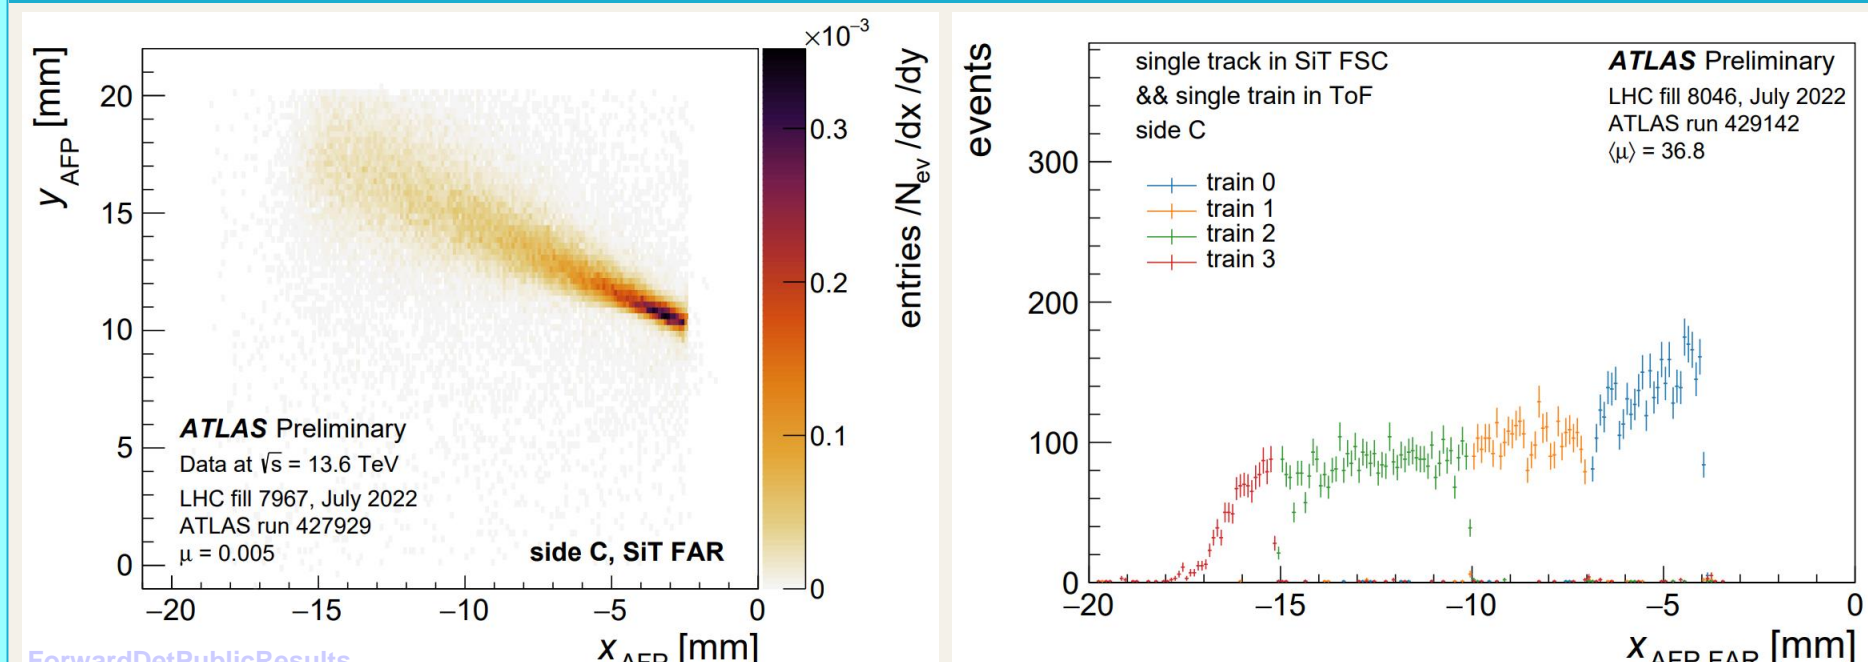 ×10⁻³
y AFP [mm]
20
15
10
5
0
ATLAS Preliminary
Data at √s = 13.6 TeV
LHC fill 7967, July 2022
ATLAS run 427929
μ = 0.005
side C, SiT FAR
−20
−15
−10
−5
0
x AFP [mm]
0.3
0.2
0.1
0
entries /N_ev /dx /dy
ForwardDetPublicResults
events
single track in SiT FSC
&& single train in ToF
side C
train 0
train 1
train 2
train 3
ATLAS Preliminary
LHC fill 8046, July 2022
ATLAS run 429142
⟨μ⟩ = 36.8
300
200
100
0
−20
−15
−10
−5
0
x AFP FAR [mm]